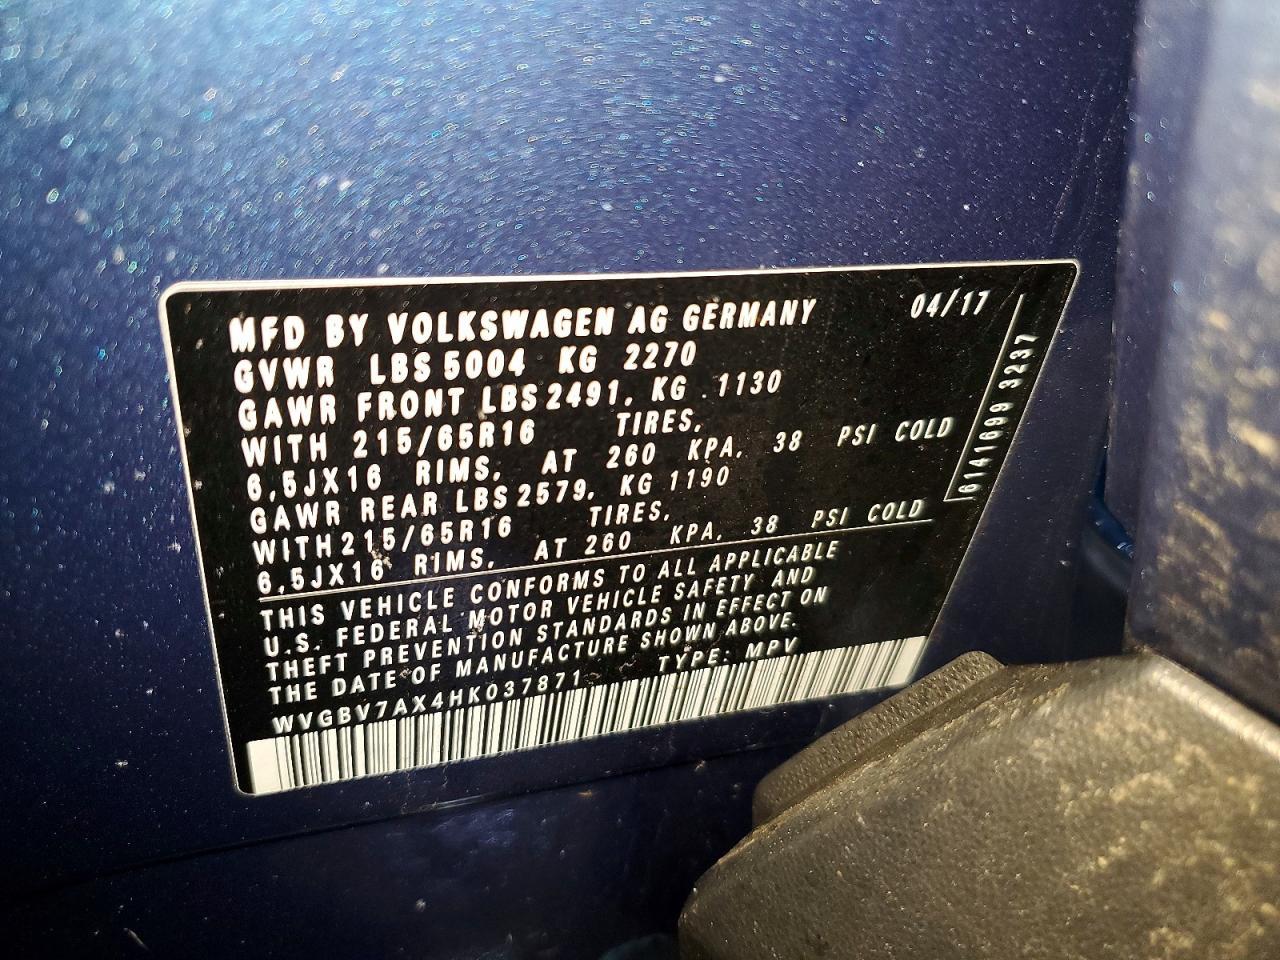 MFD BY VOLKSWAGEN AG GERMANY 04/17
GVWR LBS 5004 KG 2270
GAWR FRONT LBS 2491, KG 1130
WITH 215/65R16 TIRES,
6,5JX16 RIMS, AT 260 KPA, 38 PSI COLD
GAWR REAR LBS 2579, KG 1190
WITH 215/65R16 TIRES,
6,5JX16 RIMS, AT 260 KPA, 38 PSI COLD
THIS VEHICLE CONFORMS TO ALL APPLICABLE
U.S. FEDERAL MOTOR VEHICLE SAFETY AND
THEFT PREVENTION STANDARDS IN EFFECT ON
THE DATE OF MANUFACTURE SHOWN ABOVE.
WVGBV7AX4HK037871 TYPE: MPV
6141699 3237